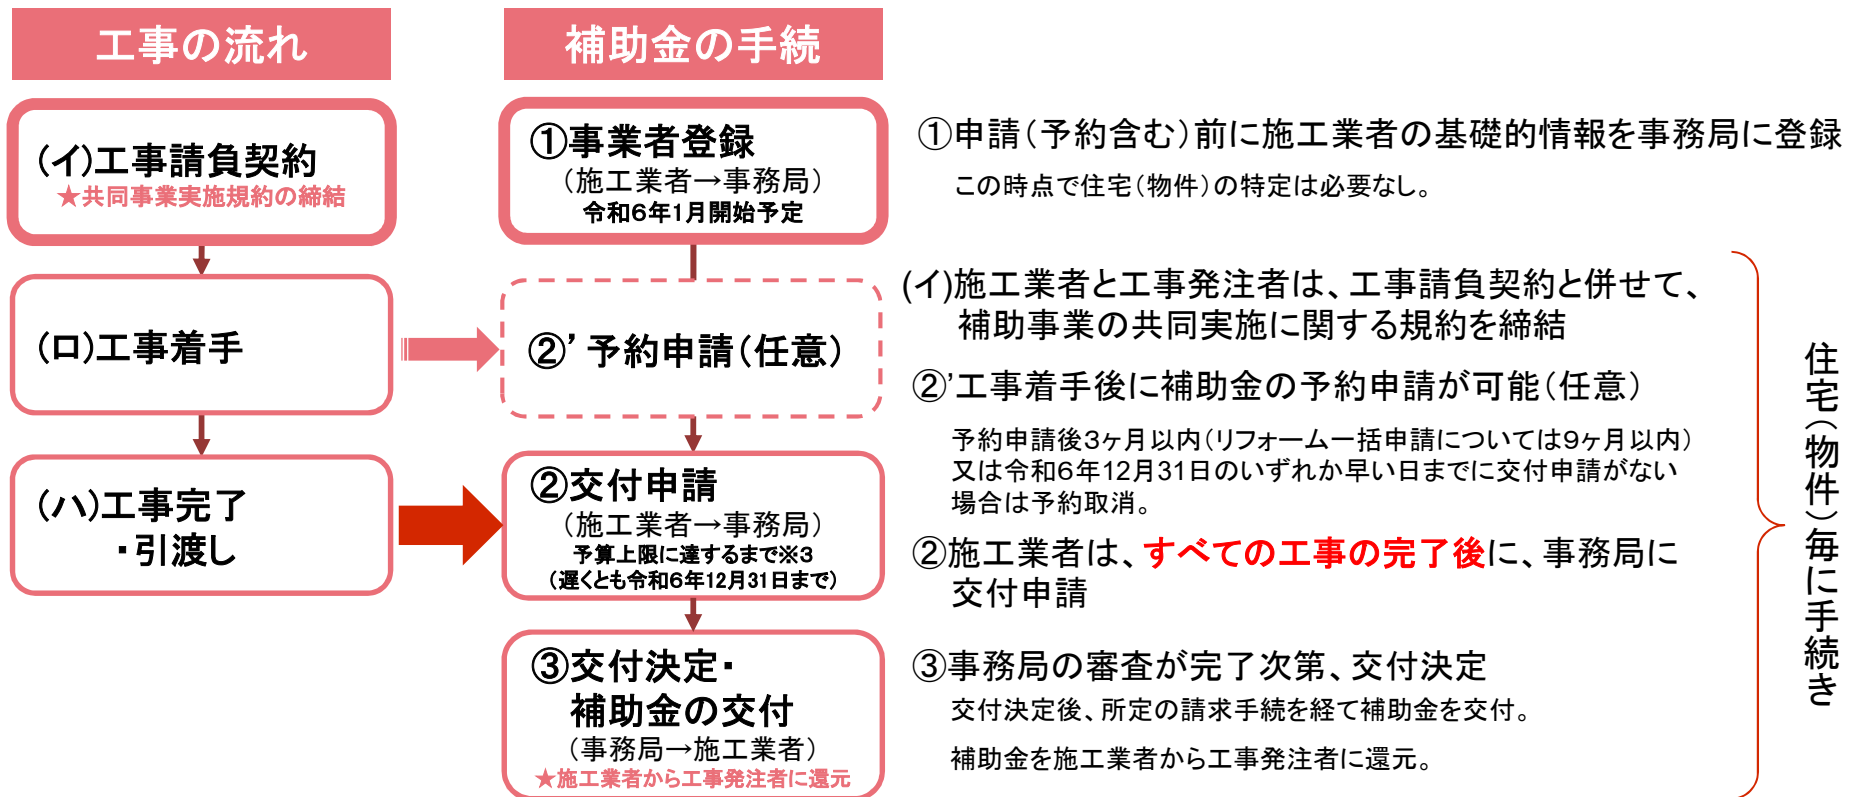 工事の流れ
(イ)工事請負契約
★共同事業実施規約の締結
(ロ)工事着手
(ハ)工事完了
・引渡し
補助金の手続
①事業者登録
（施工業者→事務局）
令和6年1月開始予定
②’予約申請（任意）
②交付申請
（施工業者→事務局）
予算上限に達するまで※3
（遅くとも令和6年12月31日まで）
③交付決定・
補助金の交付
（事務局→施工業者）
★施工業者から工事発注者に還元
①申請（予約含む）前に施工業者の基礎的情報を事務局に登録
この時点で住宅（物件）の特定は必要なし。
(イ)施工業者と工事発注者は、工事請負契約と併せて、
補助事業の共同実施に関する規約を締結
②’工事着手後に補助金の予約申請が可能（任意）
予約申請後3ヶ月以内（リフォーム一括申請については9ヶ月以内）
又は令和6年12月31日のいずれか早い日までに交付申請がない
場合は予約取消。
②施工業者は、すべての工事の完了後に、事務局に
交付申請
③事務局の審査が完了次第、交付決定
交付決定後、所定の請求手続を経て補助金を交付。
補助金を施工業者から工事発注者に還元。
住宅（物件）毎に手続き